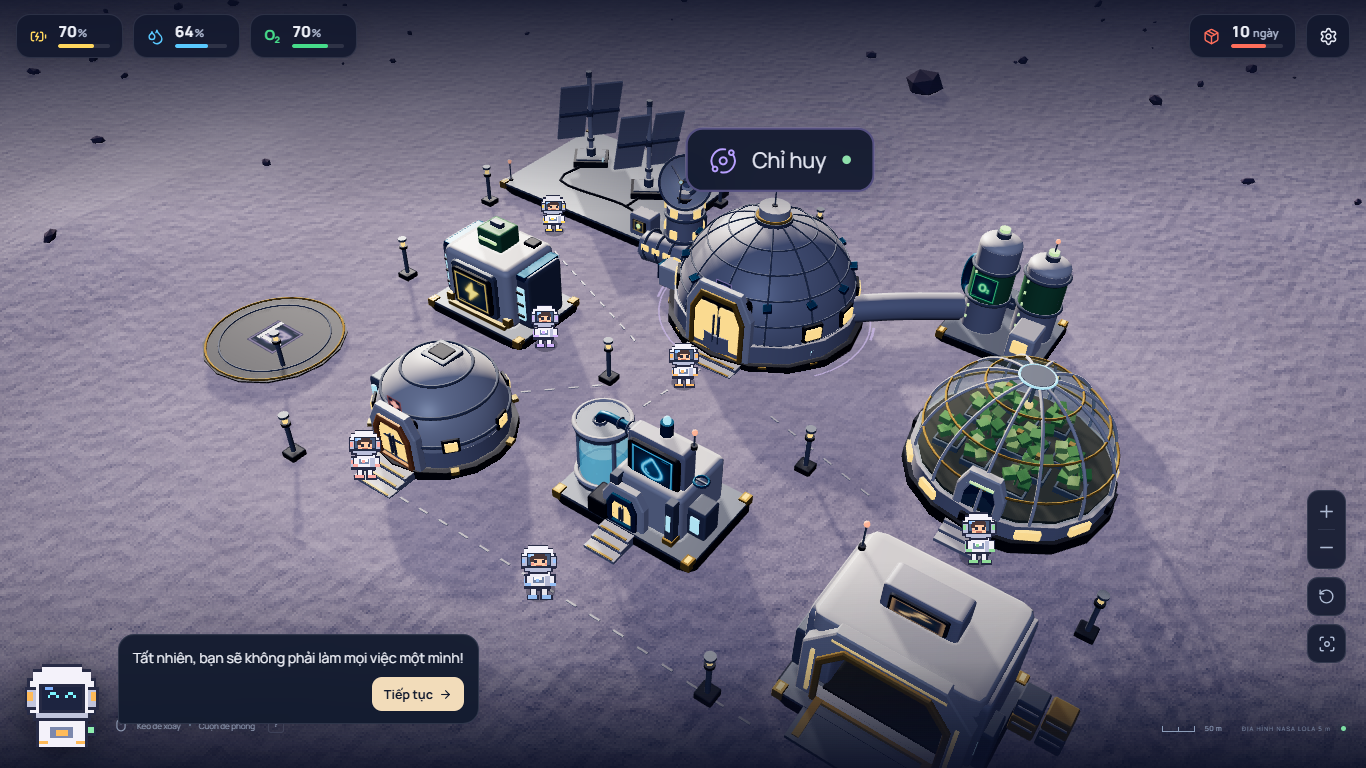 70%
64%
O₂ 70%
10 ngày
Chỉ huy
O₂
Tất nhiên, bạn sẽ không phải làm mọi việc một mình!
Tiếp tục →
Kéo để xoay • Cuộn để phóng
50 m
ĐỊA HÌNH NASA LOLA 5 m